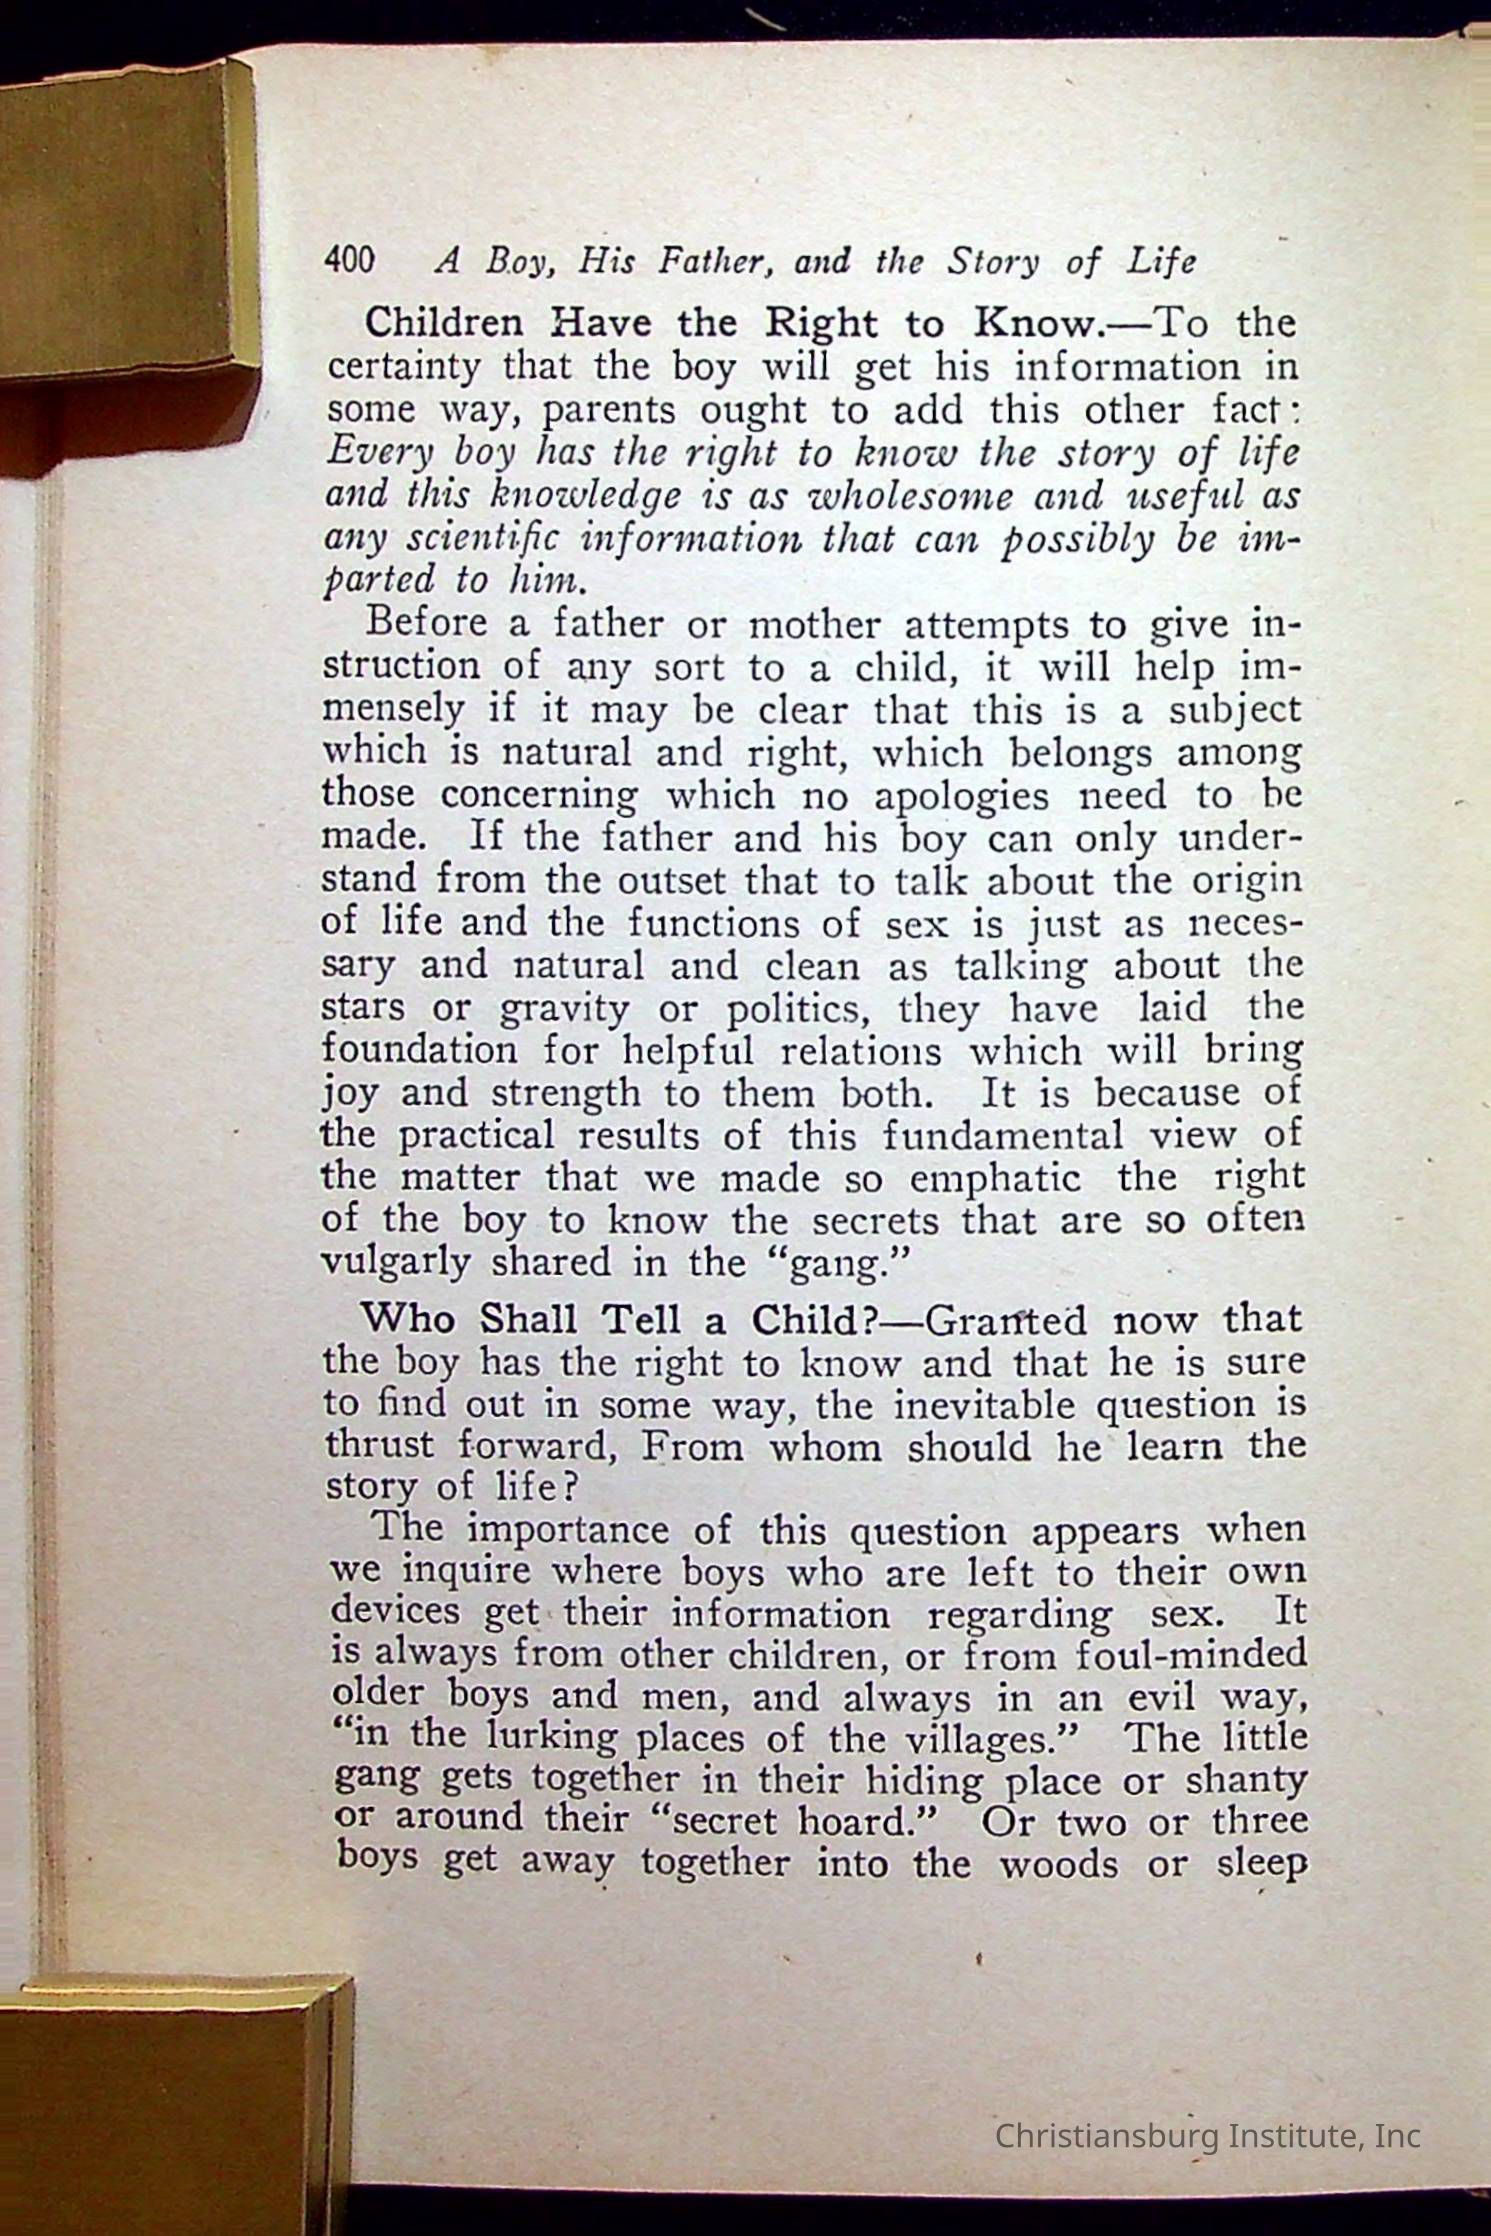 400 A Boy, His Father, and the Story of Life
Children Have the Right to Know.—To the
certainty that the boy will get his information in
some way, parents ought to add this other fact:
Every boy has the right to know the story of life
and this knowledge is as wholesome and useful as
any scientific information that can possibly be im-
parted to him.
Before a father or mother attempts to give in-
struction of any sort to a child, it will help im-
mensely if it may be clear that this is a subject
which is natural and right, which belongs among
those concerning which no apologies need to be
made. If the father and his boy can only under-
stand from the outset that to talk about the origin
of life and the functions of sex is just as neces-
sary and natural and clean as talking about the
stars or gravity or politics, they have laid the
foundation for helpful relations which will bring
joy and strength to them both. It is because of
the practical results of this fundamental view of
the matter that we made so emphatic the right
of the boy to know the secrets that are so often
vulgarly shared in the “gang.”
Who Shall Tell a Child?—Granted now that
the boy has the right to know and that he is sure
to find out in some way, the inevitable question is
thrust forward, From whom should he learn the
story of life?
The importance of this question appears when
we inquire where boys who are left to their own
devices get their information regarding sex. It
is always from other children, or from foul-minded
older boys and men, and always in an evil way,
“in the lurking places of the villages.” The little
gang gets together in their hiding place or shanty
or around their “secret hoard.” Or two or three
boys get away together into the woods or sleep
Christiansburg Institute, Inc